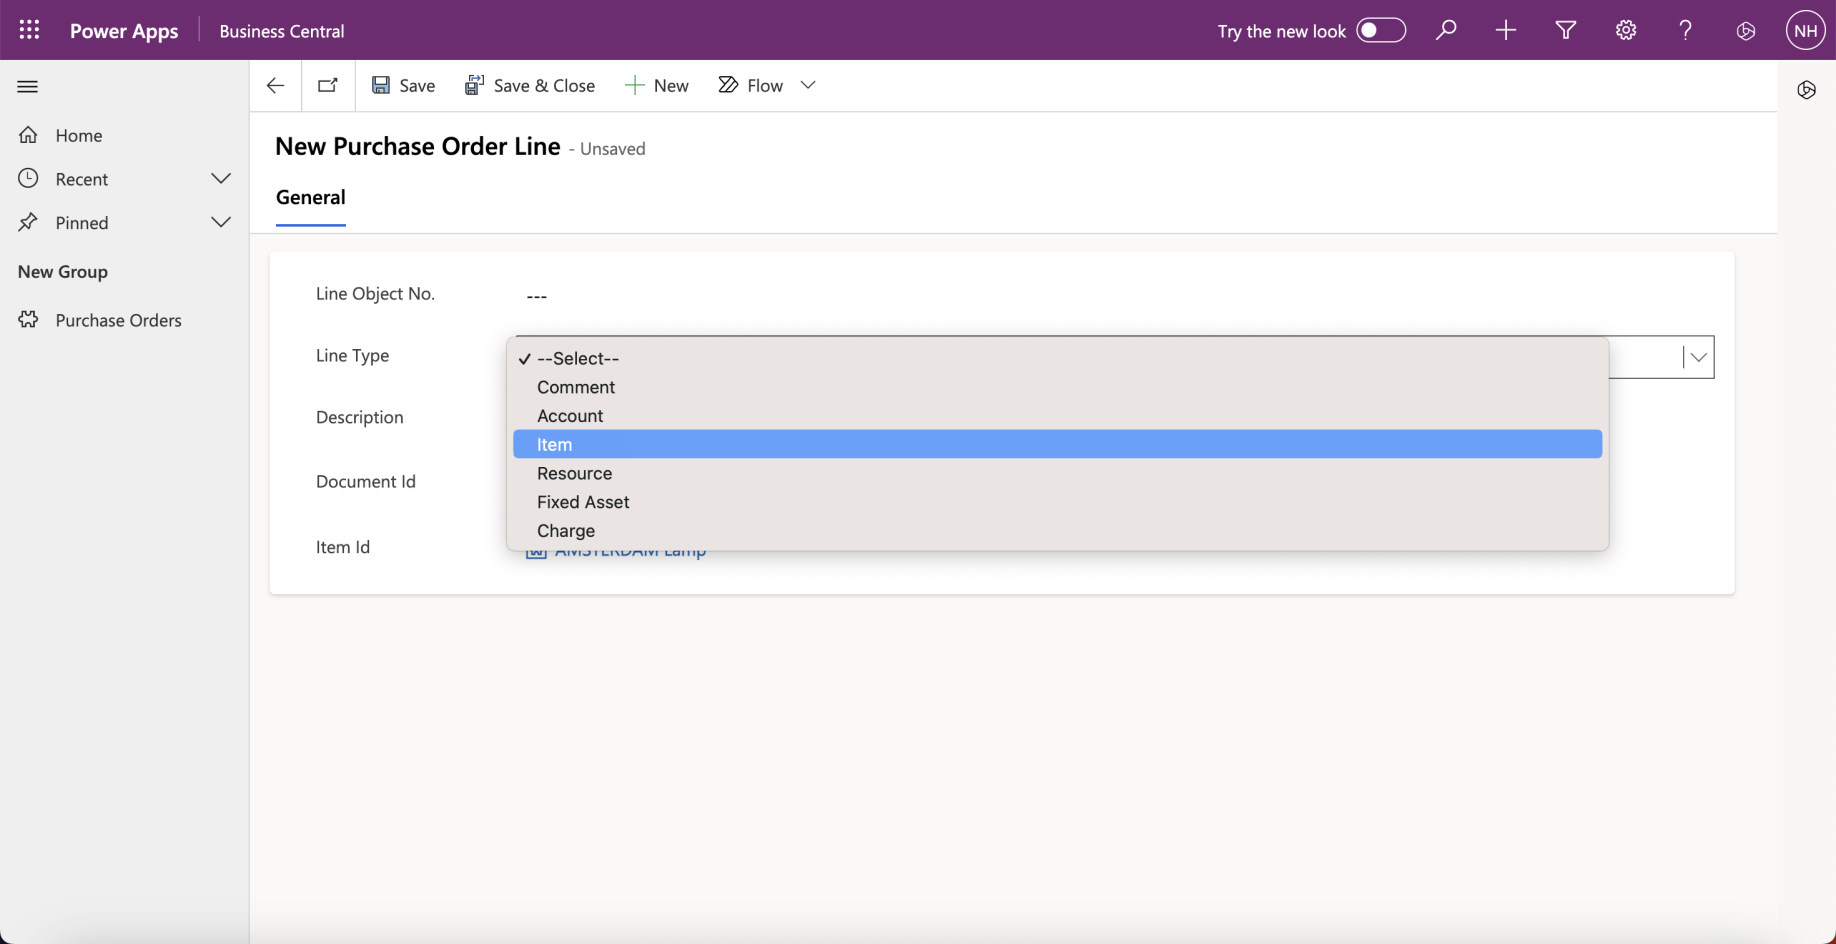 Power Apps
Business Central
Try the new look
NH
Save
Save & Close
New
Flow
Home
Recent
Pinned
New Group
Purchase Orders
New Purchase Order Line - Unsaved
General
Line Object No.
---
Line Type
✓ --Select--
Comment
Account
Item
Resource
Fixed Asset
Charge
Description
Document Id
Item Id
AMSTERDAM Lamp